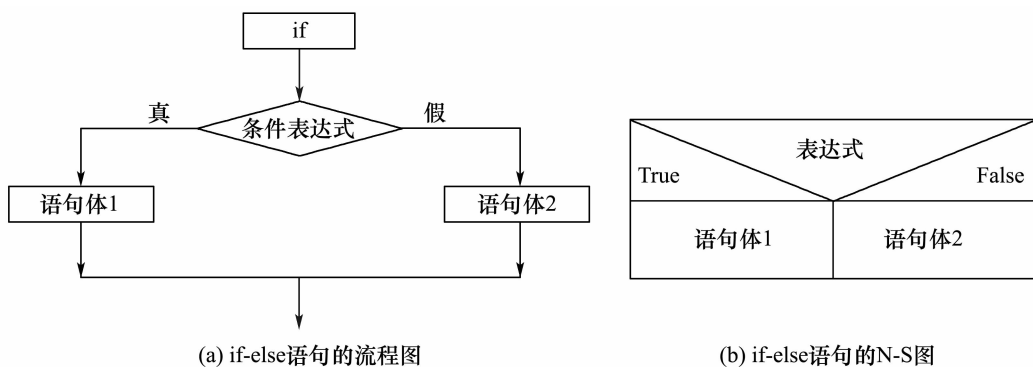 if
真
条件表达式
假
语句体1
语句体2
(a) if-else语句的流程图
表达式
True
False
语句体1
语句体2
(b) if-else语句的N-S图